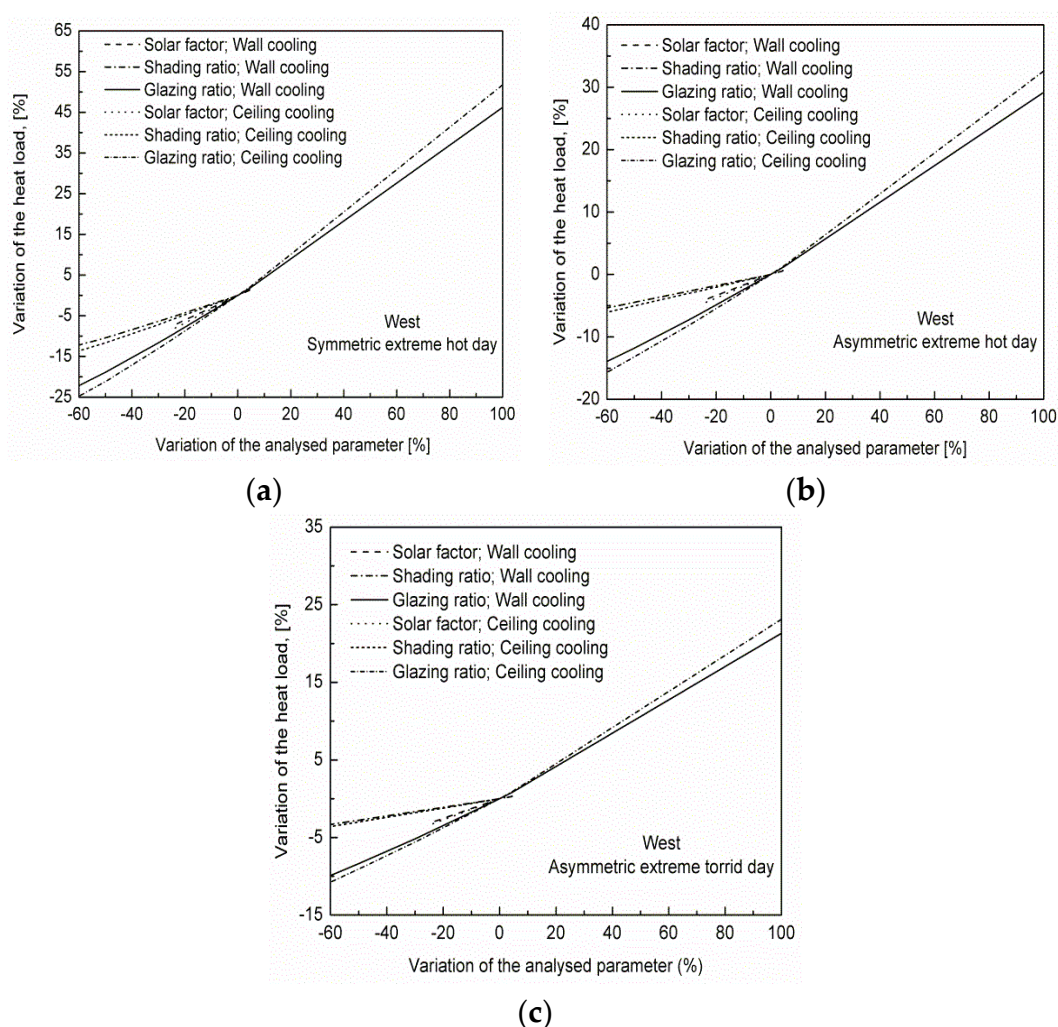 65
55
45
35
25
15
5
-5
-15
-25
Variation of the heat load, [%]
Solar factor; Wall cooling
Shading ratio; Wall cooling
Glazing ratio; Wall cooling
Solar factor; Ceiling cooling
Shading ratio; Ceiling cooling
Glazing ratio; Ceiling cooling
West
Symmetric extreme hot day
-60 -40 -20 0 20 40 60 80 100
Variation of the analysed parameter [%]
(a)
40
30
20
10
0
-10
-20
Variation of the heat load, [%]
Solar factor; Wall cooling
Shading ratio; Wall cooling
Glazing ratio; Wall cooling
Solar factor; Ceiling cooling
Shading ratio; Ceiling cooling
Glazing ratio; Ceiling cooling
West
Asymmetric extreme hot day
-60 -40 -20 0 20 40 60 80 100
Variation of the analysed parameter [%]
(b)
35
25
15
5
-5
-15
Variation of the heat load, [%]
Solar factor; Wall cooling
Shading ratio; Wall cooling
Glazing ratio; Wall cooling
Solar factor; Ceiling cooling
Shading ratio; Ceiling cooling
Glazing ratio; Ceiling cooling
West
Asymmetric extreme torrid day
-60 -40 -20 0 20 40 60 80 100
Variation of the analysed parameter (%)
(c)